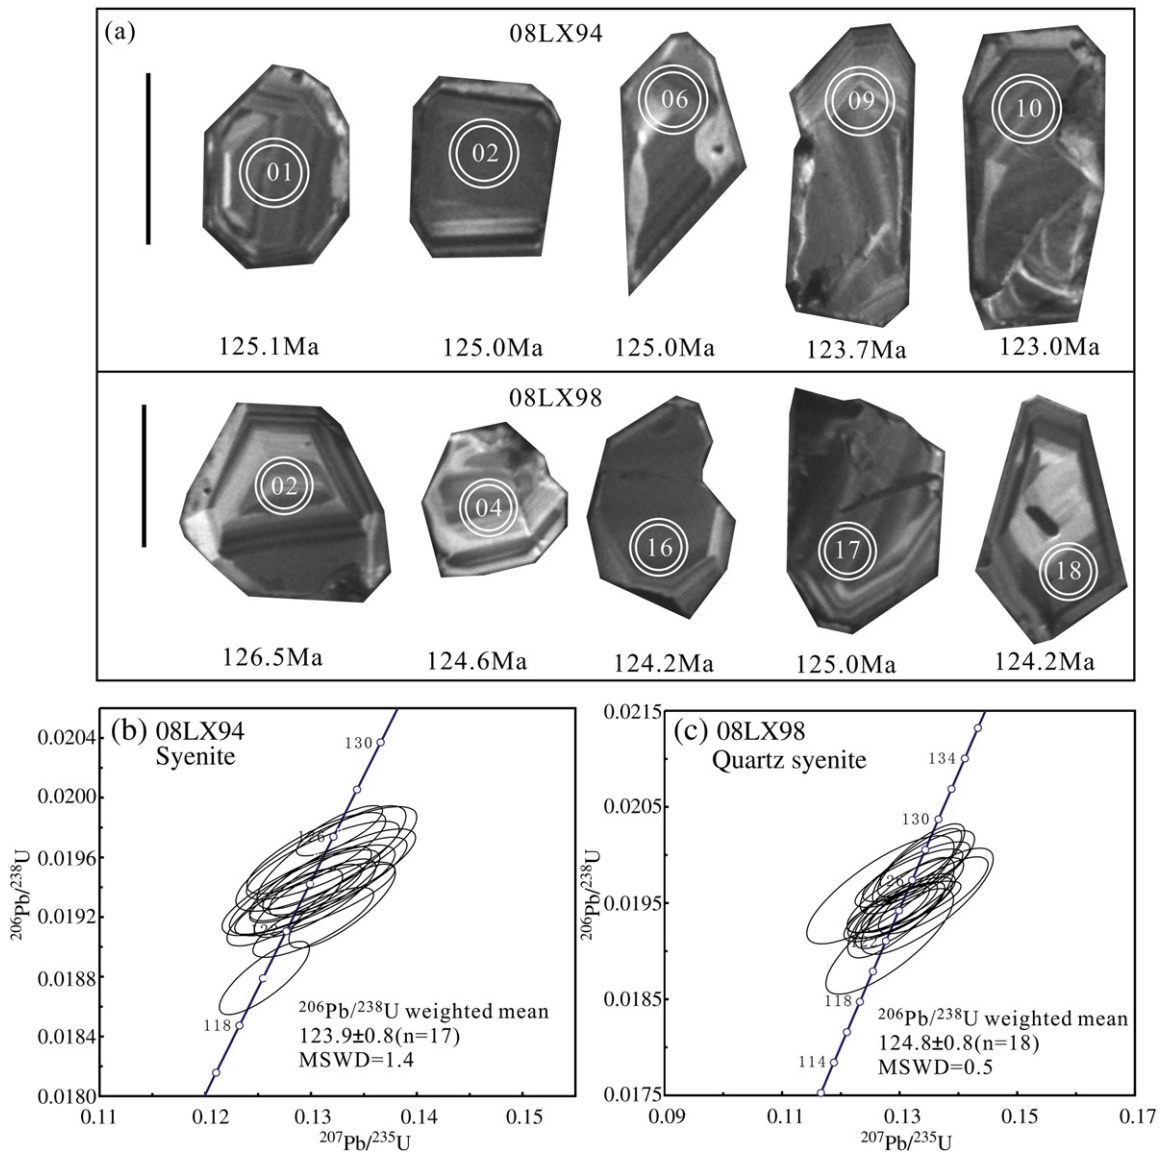 (a)
08LX94
01
02
06
09
10
125.1Ma
125.0Ma
125.0Ma
123.7Ma
123.0Ma
08LX98
02
04
16
17
18
126.5Ma
124.6Ma
124.2Ma
125.0Ma
124.2Ma
(b) 08LX94
Syenite
0.0204
0.0200
0.0196
0.0192
0.0188
0.0184
0.0180
²⁰⁶Pb/²³⁸U
130
126
118
²⁰⁶Pb/²³⁸U weighted mean
123.9±0.8(n=17)
MSWD=1.4
0.11
0.12
0.13
0.14
0.15
²⁰⁷Pb/²³⁵U
(c) 08LX98
Quartz syenite
0.0215
0.0205
0.0195
0.0185
0.0175
²⁰⁶Pb/²³⁸U
134
130
118
114
²⁰⁶Pb/²³⁸U weighted mean
124.8±0.8(n=18)
MSWD=0.5
0.09
0.11
0.13
0.15
0.17
²⁰⁷Pb/²³⁵U